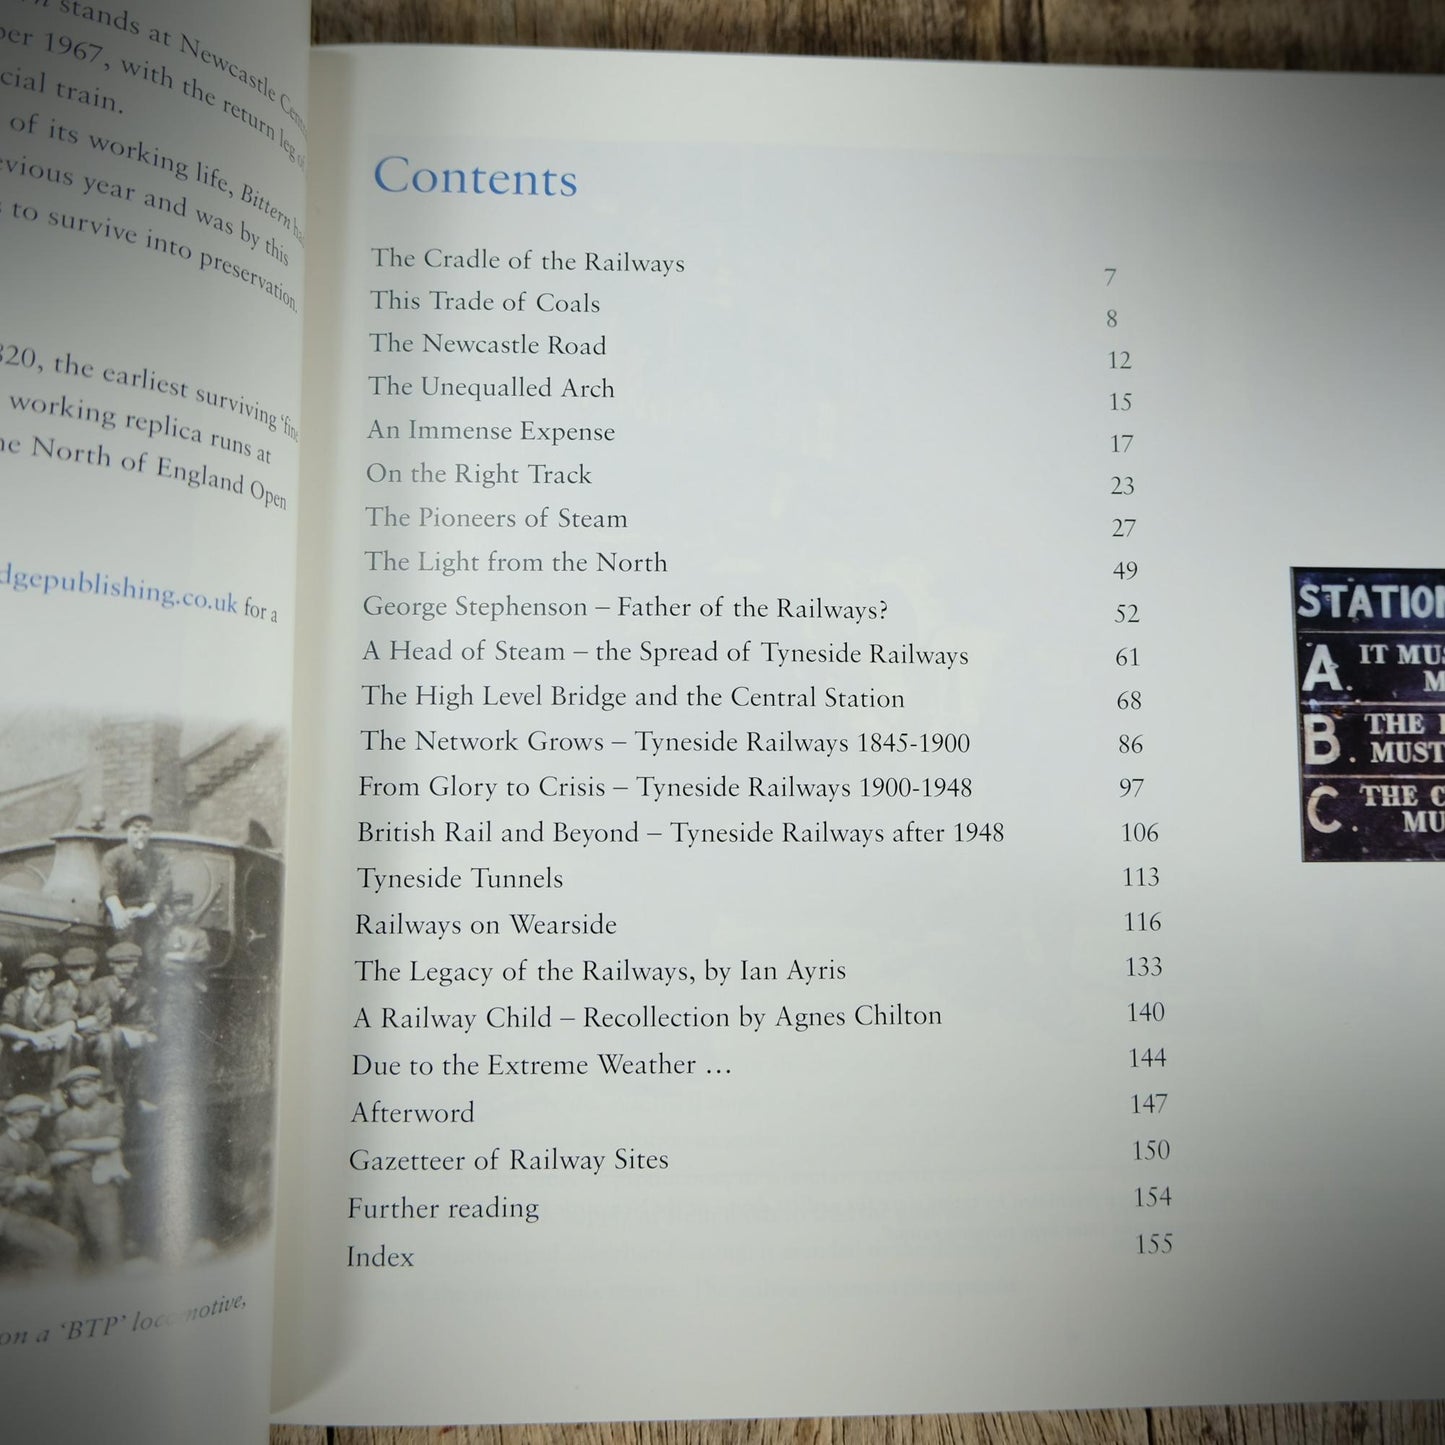 stands at Newcastle
1967, with the return leg of
train.
of its working life, Bittern
year and was by this
to survive into preservation.
the earliest surviving
working replica runs at
North of England Open
dgepublishing.co.uk for a
on a ‘BTP’ locomotive,
Contents
The Cradle of the Railways 7
This Trade of Coals 8
The Newcastle Road 12
The Unequalled Arch 15
An Immense Expense 17
On the Right Track 23
The Pioneers of Steam 27
The Light from the North 49
George Stephenson – Father of the Railways? 52
A Head of Steam – the Spread of Tyneside Railways 61
The High Level Bridge and the Central Station 68
The Network Grows – Tyneside Railways 1845-1900 86
From Glory to Crisis – Tyneside Railways 1900-1948 97
British Rail and Beyond – Tyneside Railways after 1948 106
Tyneside Tunnels 113
Railways on Wearside 116
The Legacy of the Railways, by Ian Ayris 133
A Railway Child – Recollection by Agnes Chilton 140
Due to the Extreme Weather … 144
Afterword 147
Gazetteer of Railway Sites 150
Further reading 154
Index 155
STATION
A. IT MUS
M
B. THE
MUST
C. THE C
MU